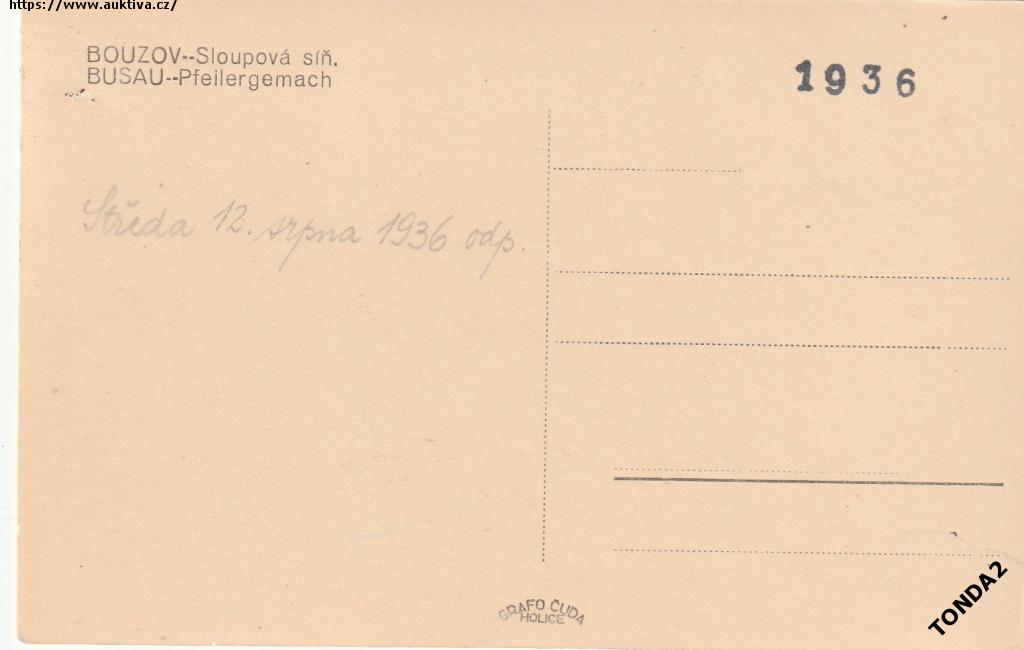 https://www.auktiva.cz/
BOUZOV--Sloupová síň.
BUSAU--Pfeilergemach
1936
Středa 12. srpna 1936 odp.
GRAFO ČUDA
HOLICE
TONDA2